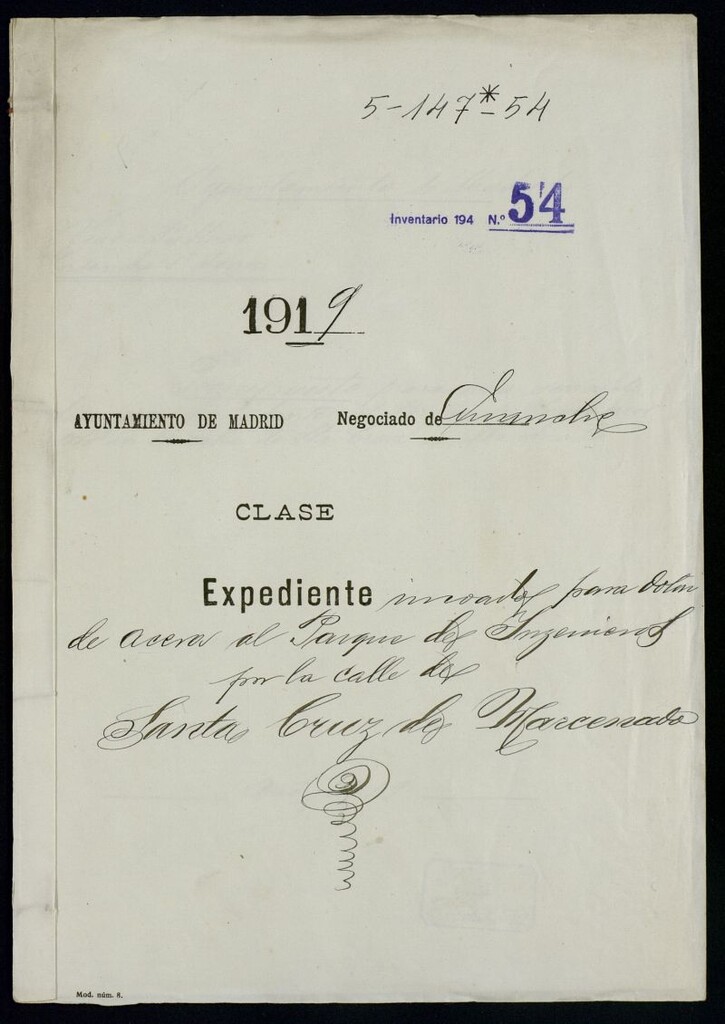 5-147*-54
Inventario 194 N.º 54
1919
AYUNTAMIENTO DE MADRID Negociado de Ensanche
CLASE
Expediente incoado para dotar
de acera al Parque de Ingenieros
por la calle de
Santa Cruz de Marcenado
Mod. núm. 8.